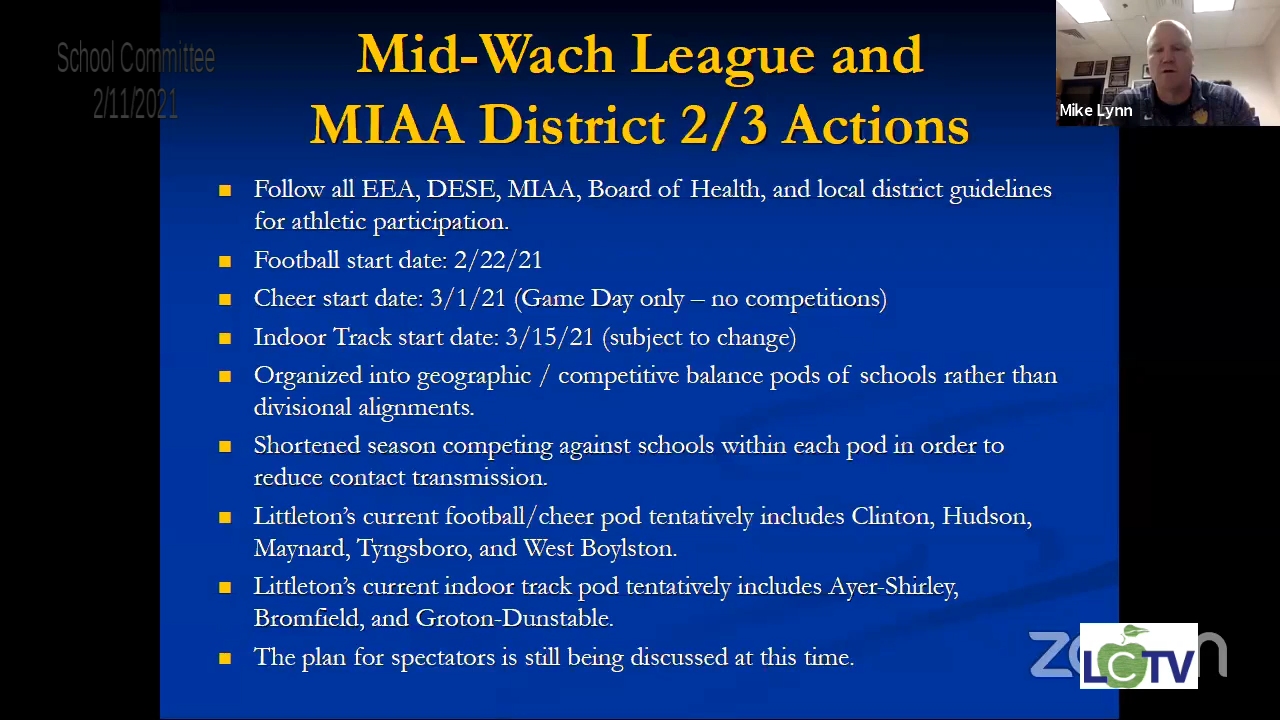 School Committee
2/11/2021
Mid-Wach League and
MIAA District 2/3 Actions
Mike Lynn
Follow all EEA, DESE, MIAA, Board of Health, and local district guidelines
for athletic participation.
Football start date: 2/22/21
Cheer start date: 3/1/21 (Game Day only – no competitions)
Indoor Track start date: 3/15/21 (subject to change)
Organized into geographic / competitive balance pods of schools rather than
divisional alignments.
Shortened season competing against schools within each pod in order to
reduce contact transmission.
Littleton’s current football/cheer pod tentatively includes Clinton, Hudson,
Maynard, Tyngsboro, and West Boylston.
Littleton’s current indoor track pod tentatively includes Ayer-Shirley,
Bromfield, and Groton-Dunstable.
The plan for spectators is still being discussed at this time.
LCTV